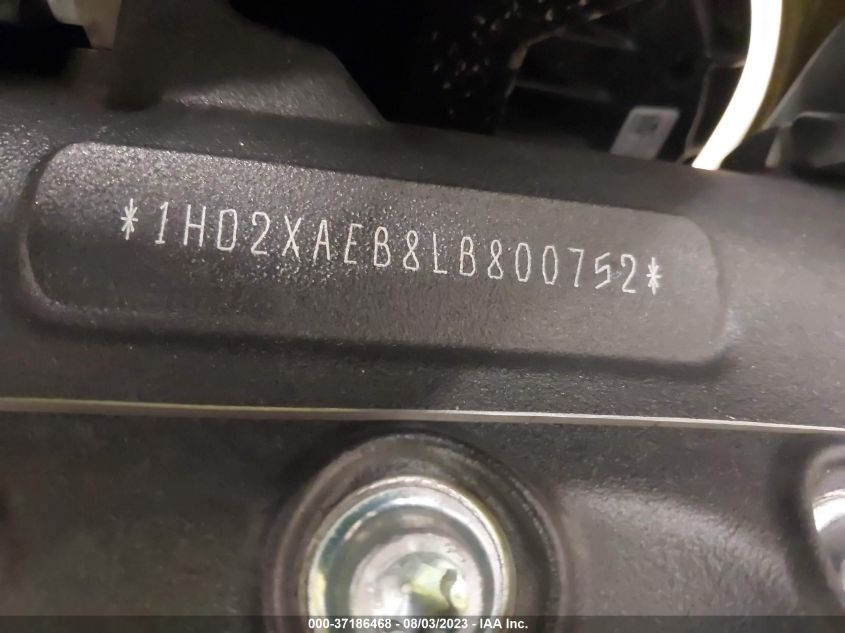 *1HD2XAEB8LB800752*
000-37186468 - 08/03/2023 - IAA Inc.